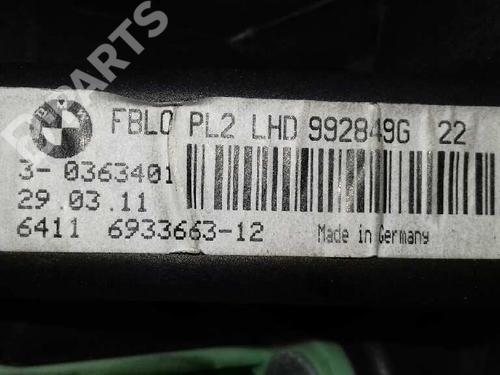 FBLO PL2 LHD 992849G 22
3-0363401
29.03.11
6411 6933663-12 Made in Germany
PARTS